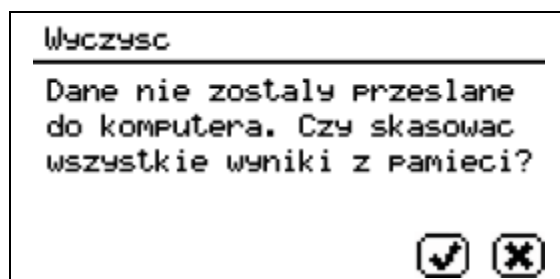 Wyczysc
Dane nie zostaly przeslane
do komputera. Czy skasowac
wszystkie wyniki z pamieci?